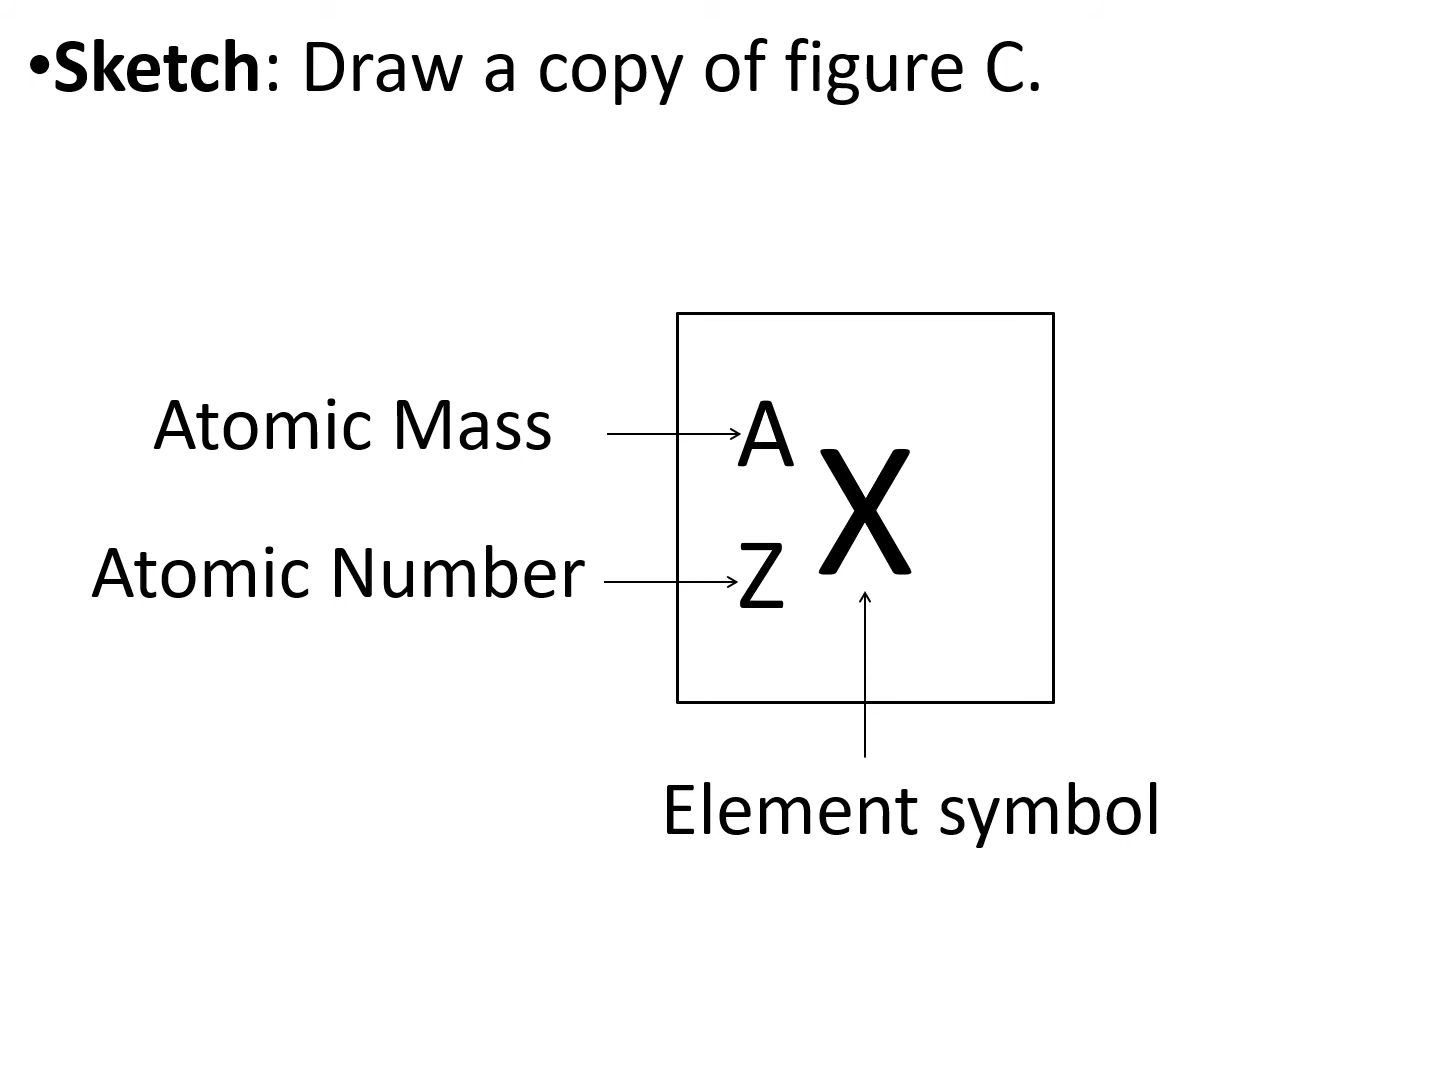 •Sketch: Draw a copy of figure C.
Atomic Mass
A
X
Atomic Number
Z
Element symbol